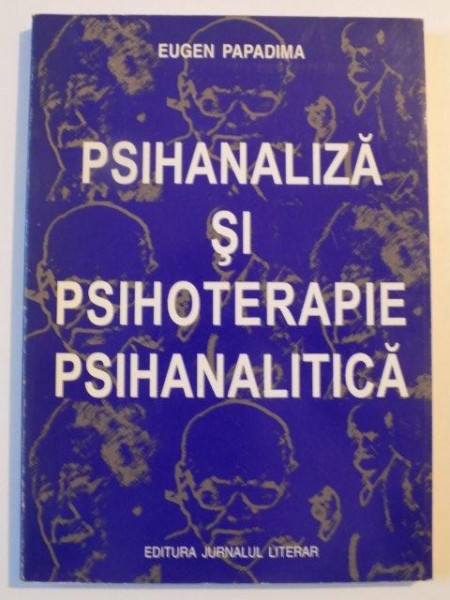 EUGEN PAPADIMA
PSIHANALIZĂ
ŞI
PSIHOTERAPIE
PSIHANALITICĂ
EDITURA JURNALUL LITERAR